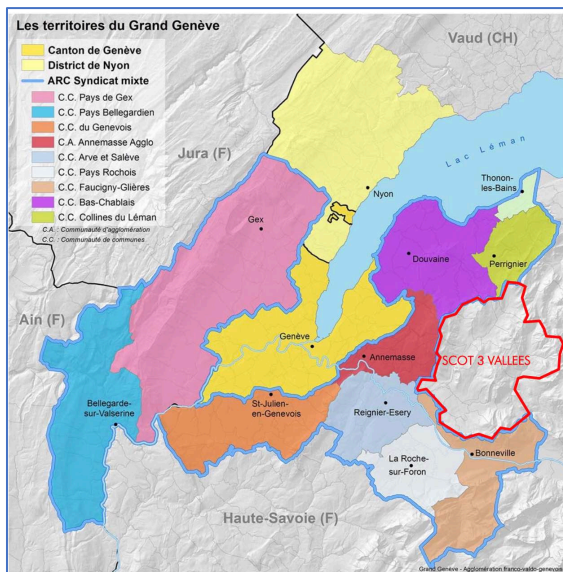 Les territoires du Grand Genève
Canton de Genève
District de Nyon
ARC Syndicat mixte
C.C. Pays de Gex
C.C. Pays Bellegardien
C.C. du Genevois
C.A. Annemasse Agglo
C.C. Arve et Salève
C.C. Pays Rochois
C.C. Faucigny-Glières
C.C. Bas-Chablais
C.C. Collines du Léman
C.A. : Communauté d'agglomération
C.C. : Communauté de communes
Vaud (CH)
Jura (F)
Lac Léman
Thonon-
les-Bains
Nyon
Gex
Douvaine
Perrignier
Ain (F)
Genève
Annemasse
SCOT 3 VALLEES
Bellegarde-
sur-Valserine
St-Julien-
en-Genevois
Reignier-Esery
Bonneville
La Roche-
sur-Foron
Haute-Savoie (F)
Grand Genève - Agglomération franco-valdo-genevoise